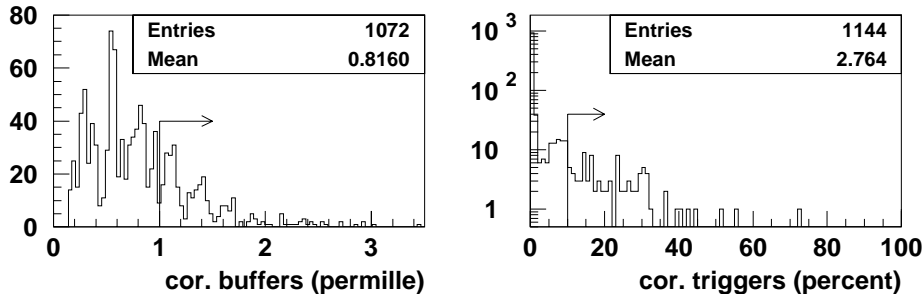 80
60
40
20
0
Entries 1072
Mean 0.8160
0 1 2 3
cor. buffers (permille)
10 3
10 2
10
1
Entries 1144
Mean 2.764
0 20 40 60 80 100
cor. triggers (percent)